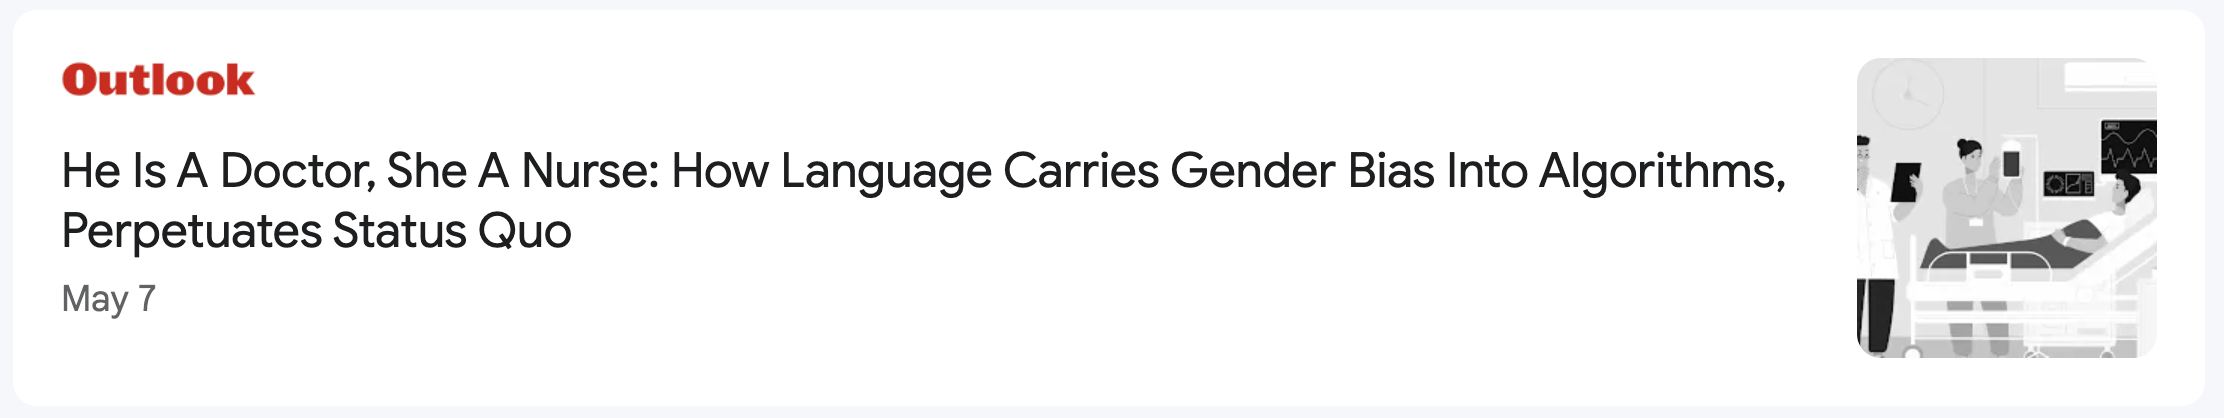 Outlook
He Is A Doctor, She A Nurse: How Language Carries Gender Bias Into Algorithms,
Perpetuates Status Quo
May 7